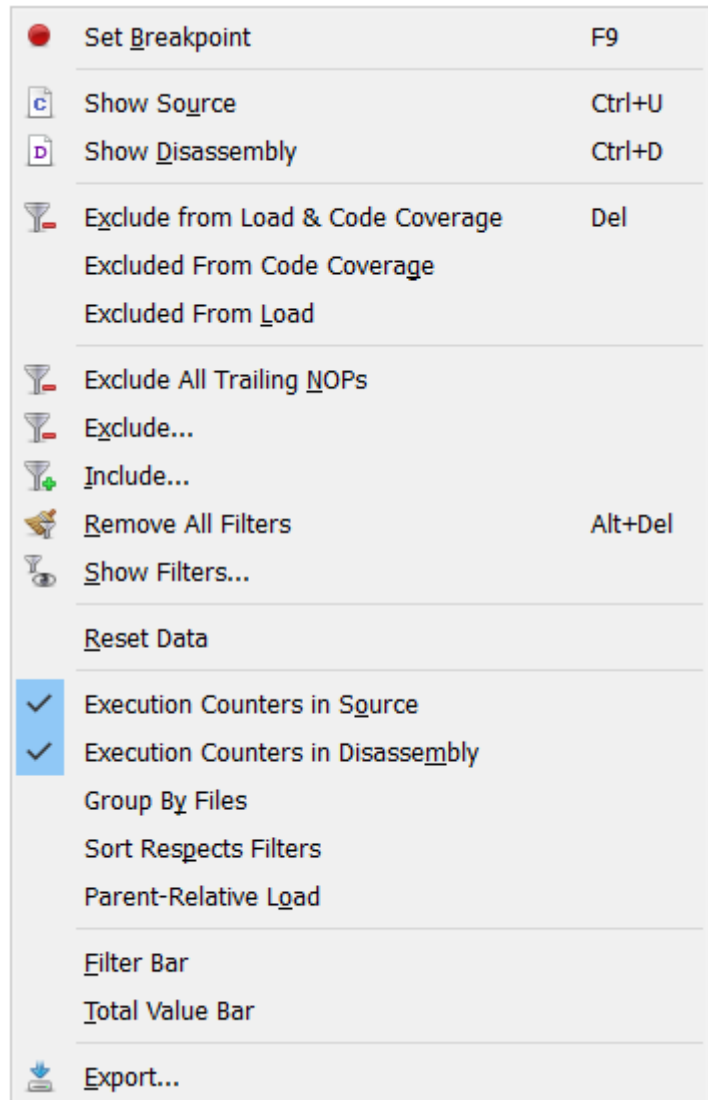 Set Breakpoint F9
Show Source Ctrl+U
Show Disassembly Ctrl+D
Exclude from Load & Code Coverage Del
Excluded From Code Coverage
Excluded From Load
Exclude All Trailing NOPs
Exclude...
Include...
Remove All Filters Alt+Del
Show Filters...
Reset Data
Execution Counters in Source
Execution Counters in Disassembly
Group By Files
Sort Respects Filters
Parent-Relative Load
Filter Bar
Total Value Bar
Export...